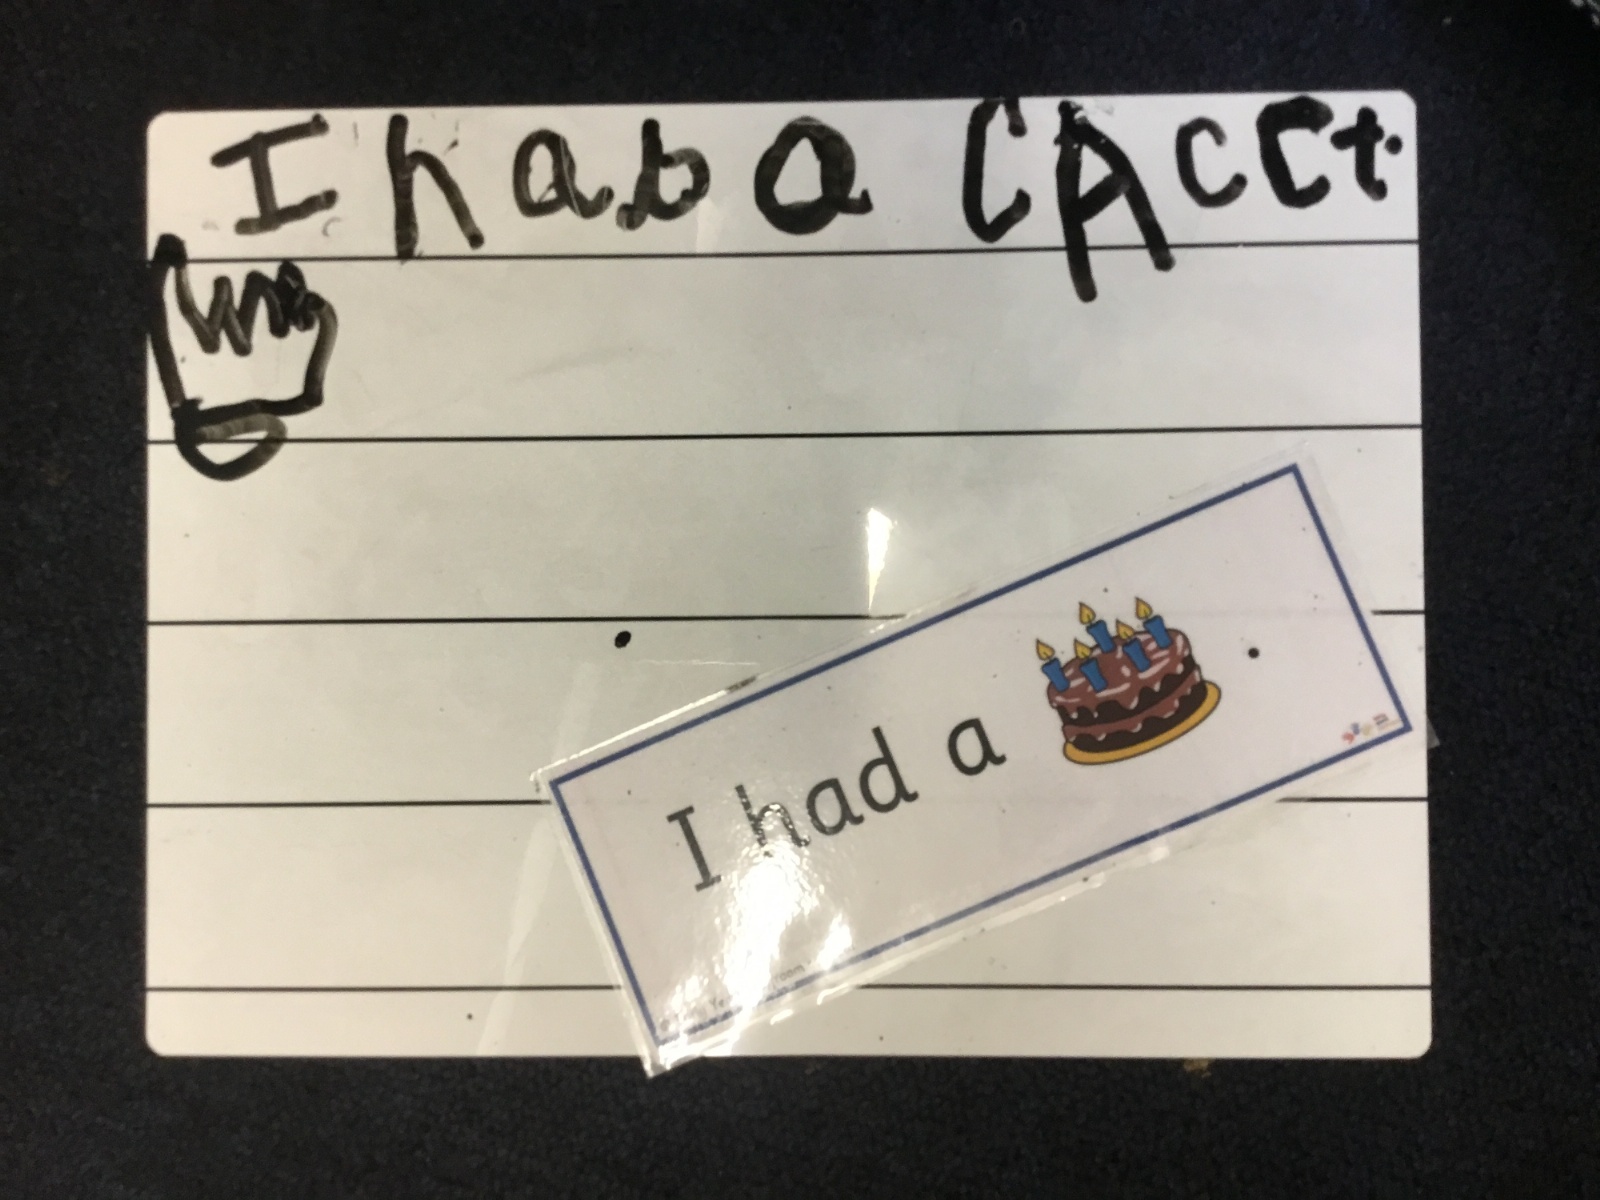 I hab a CACCt.
I had a .